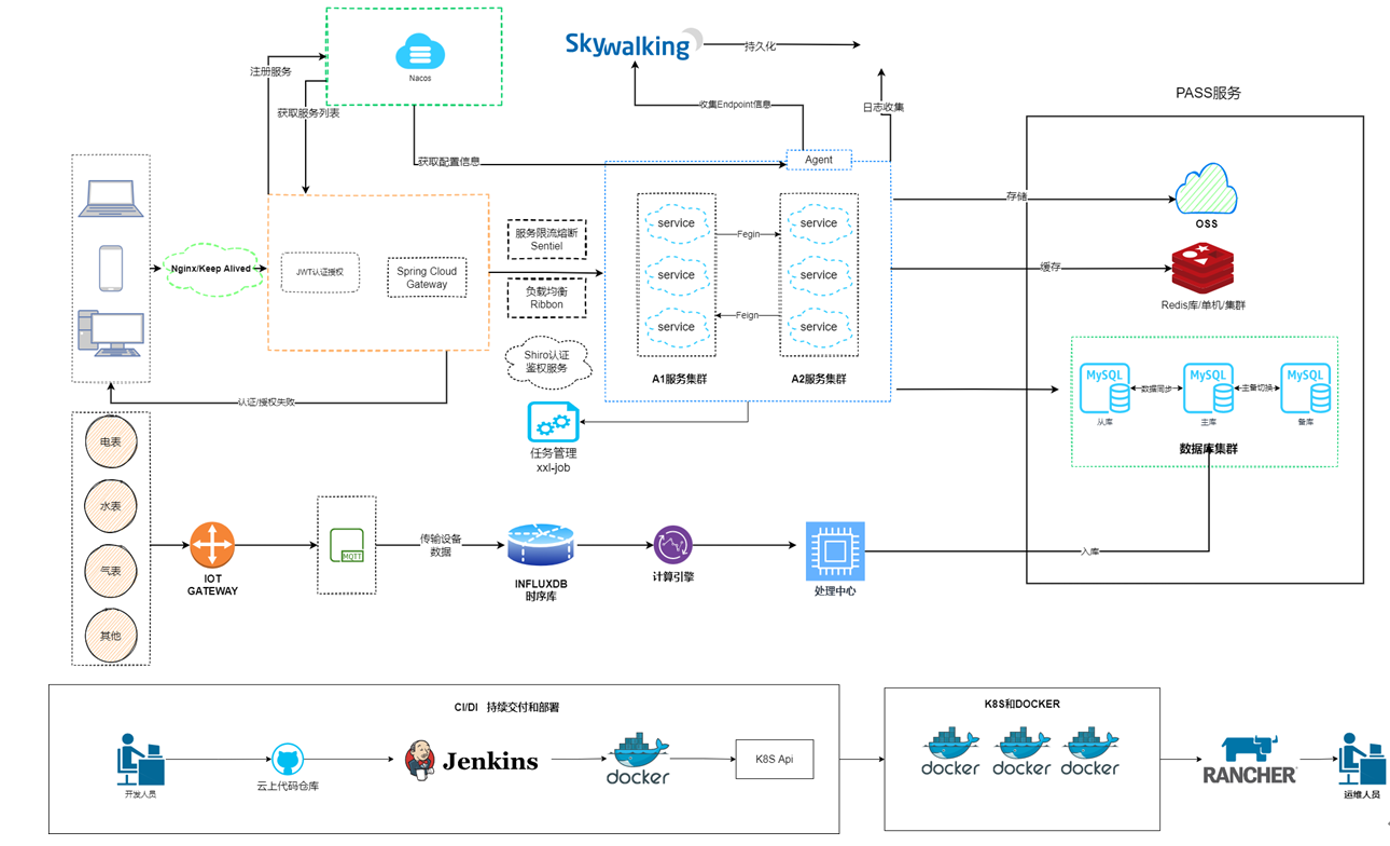 Skywalking
持久化
注册服务
Nacos
获取服务列表
收集Endpoint信息
日志收集
PASS服务
获取配置信息
Agent
存储
OSS
service
service
服务限流熔断
Sentiel
Fegin
Nginx/Keep Alived
JWT认证授权
Spring Cloud
Gateway
service
service
缓存
负载均衡
Ribbon
Redis库/单机/集群
service
service
Feign
Shiro认证
鉴权服务
A1服务集群
A2服务集群
MySQL
MySQL
MySQL
数据同步
主备切换
从库
主库
备库
数据库集群
认证/授权失败
任务管理
xxl-job
电表
水表
气表
其他
IOT
GATEWAY
MQTT
传输设备
数据
INFLUXDB
时序库
计算引擎
处理中心
入库
CI/DI 持续交付和部署
开发人员
云上代码仓库
Jenkins
docker
K8S Api
K8S和DOCKER
docker
docker
docker
RANCHER
运维人员